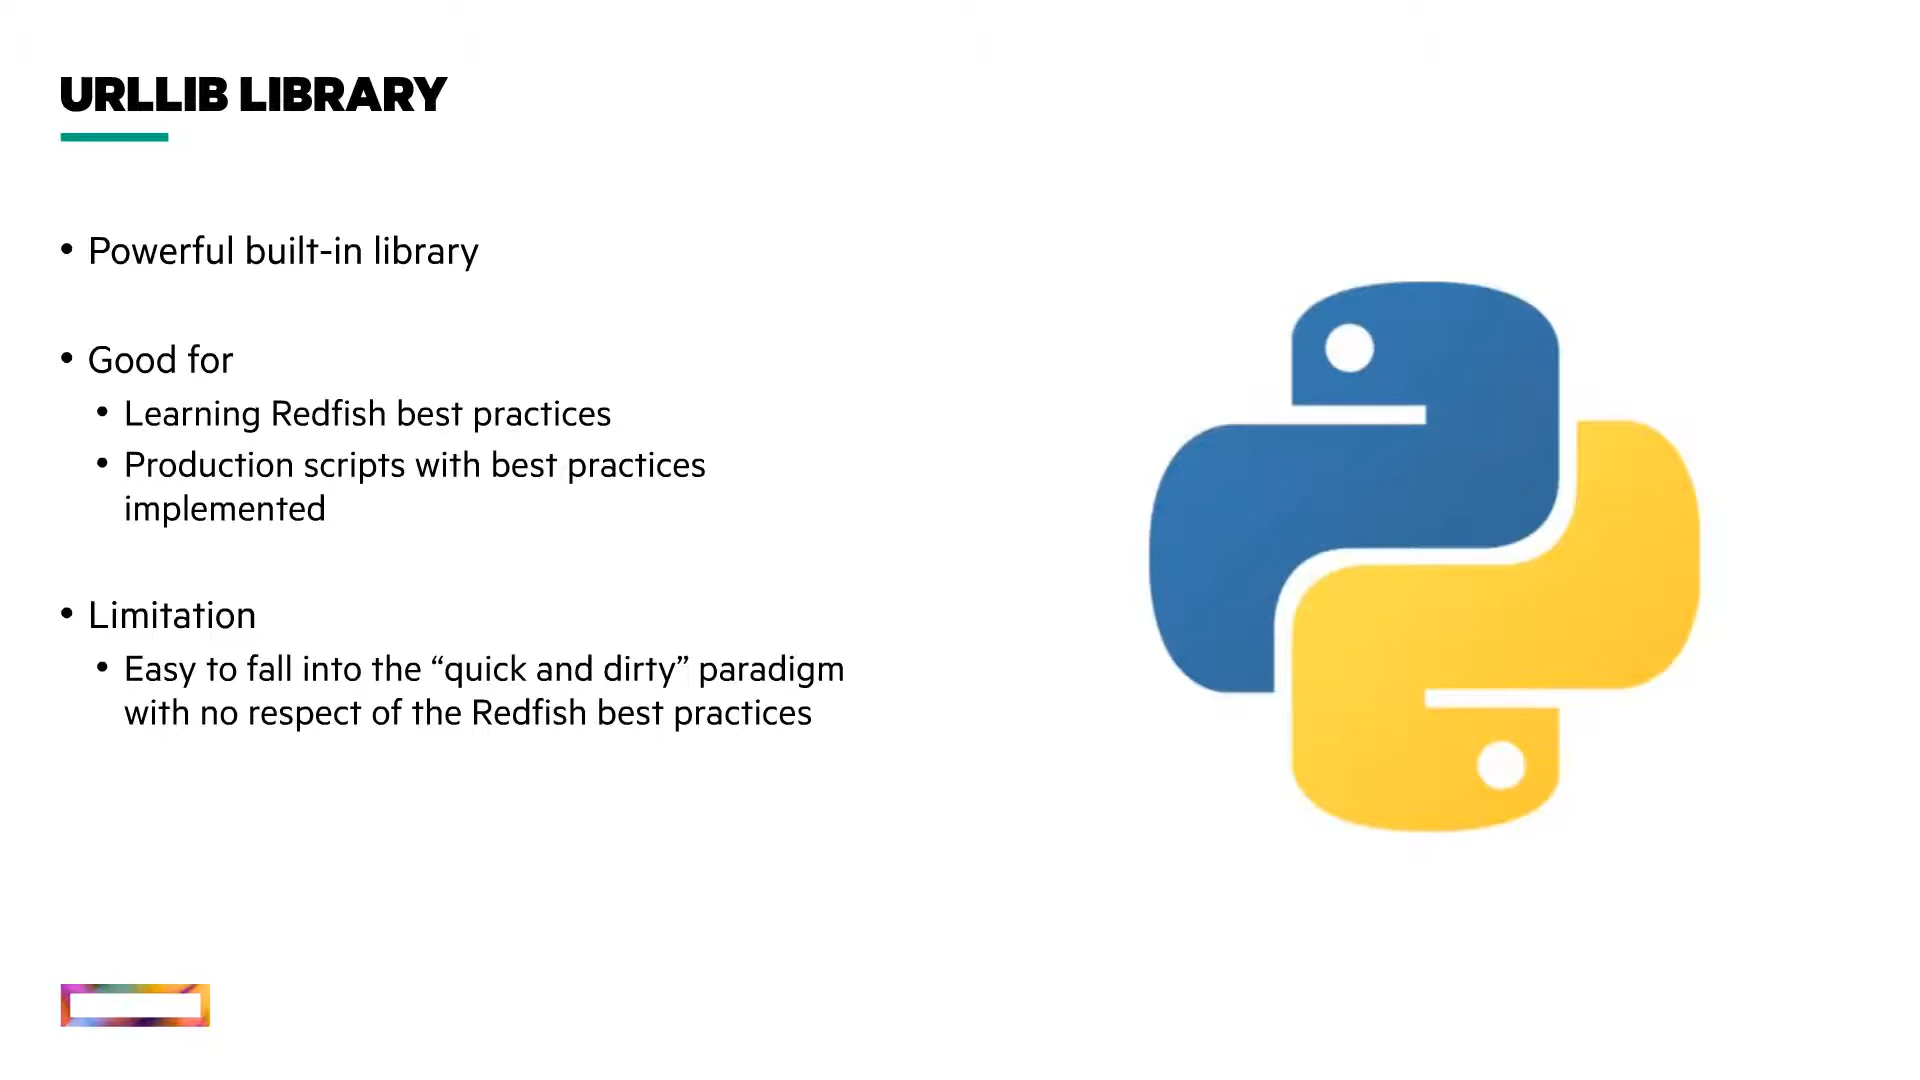 URLLIB LIBRARY
• Powerful built-in library
• Good for
• Learning Redfish best practices
• Production scripts with best practices
implemented
• Limitation
• Easy to fall into the “quick and dirty” paradigm
with no respect of the Redfish best practices